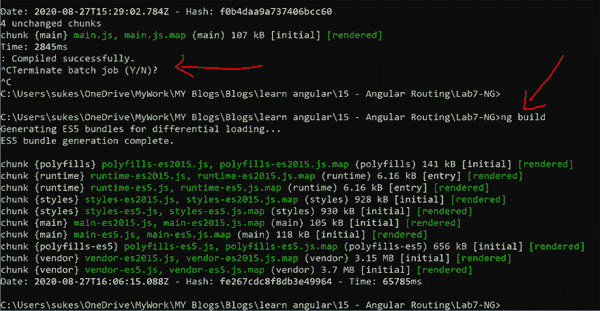 Date: 2020-08-27T15:29:02.784Z - Hash: f0b4daa9a737406bcc60
4 unchanged chunks
chunk {main} main.js, main.js.map (main) 107 kB [initial] [rendered]
Time: 2845ms
: Compiled successfully.
^CTerminate batch job (Y/N)?
^C
C:\Users\sukes\OneDrive\MyWork\MY Blogs\Blogs\learn angular\15 - Angular Routing\Lab7-NG>
C:\Users\sukes\OneDrive\MyWork\MY Blogs\Blogs\learn angular\15 - Angular Routing\Lab7-NG>ng build
Generating ES5 bundles for differential loading...
ES5 bundle generation complete.
chunk {polyfills} polyfills-es2015.js, polyfills-es2015.js.map (polyfills) 141 kB [initial] [rendered]
chunk {runtime} runtime-es2015.js, runtime-es2015.js.map (runtime) 6.16 kB [entry] [rendered]
chunk {runtime} runtime-es5.js, runtime-es5.js.map (runtime) 6.16 kB [entry] [rendered]
chunk {styles} styles-es2015.js, styles-es2015.js.map (styles) 928 kB [initial] [rendered]
chunk {styles} styles-es5.js, styles-es5.js.map (styles) 930 kB [initial] [rendered]
chunk {main} main-es2015.js, main-es2015.js.map (main) 105 kB [initial] [rendered]
chunk {main} main-es5.js, main-es5.js.map (main) 118 kB [initial] [rendered]
chunk {polyfills-es5} polyfills-es5.js, polyfills-es5.js.map (polyfills-es5) 656 kB [initial] [rendered]
chunk {vendor} vendor-es2015.js, vendor-es2015.js.map (vendor) 3.15 MB [initial] [rendered]
chunk {vendor} vendor-es5.js, vendor-es5.js.map (vendor) 3.7 MB [initial] [rendered]
Date: 2020-08-27T16:06:15.088Z - Hash: fe267cdc8f8db3e49964 - Time: 65785ms
C:\Users\sukes\OneDrive\MyWork\MY Blogs\Blogs\learn angular\15 - Angular Routing\Lab7-NG>